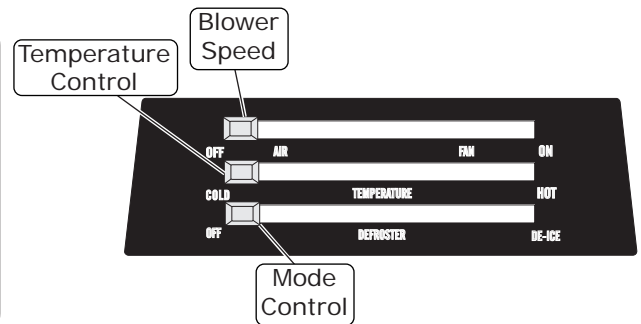 Blower
Speed
Temperature
Control
OFF AIR FAN ON
COLD TEMPERATURE HOT
OFF DEFROSTER DE-ICE
Mode
Control